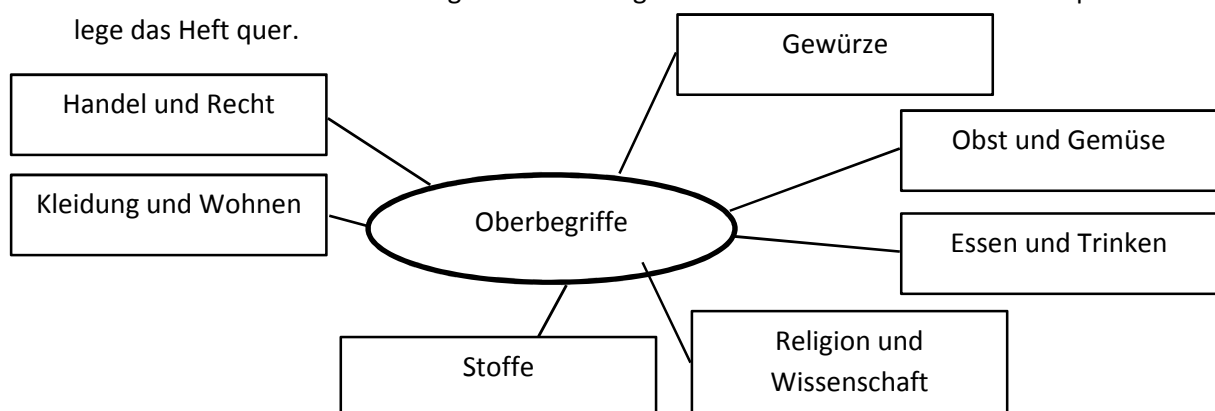 lege das Heft quer.
Gewürze
Handel und Recht
Obst und Gemüse
Kleidung und Wohnen
Oberbegriffe
Essen und Trinken
Religion und
Wissenschaft
Stoffe